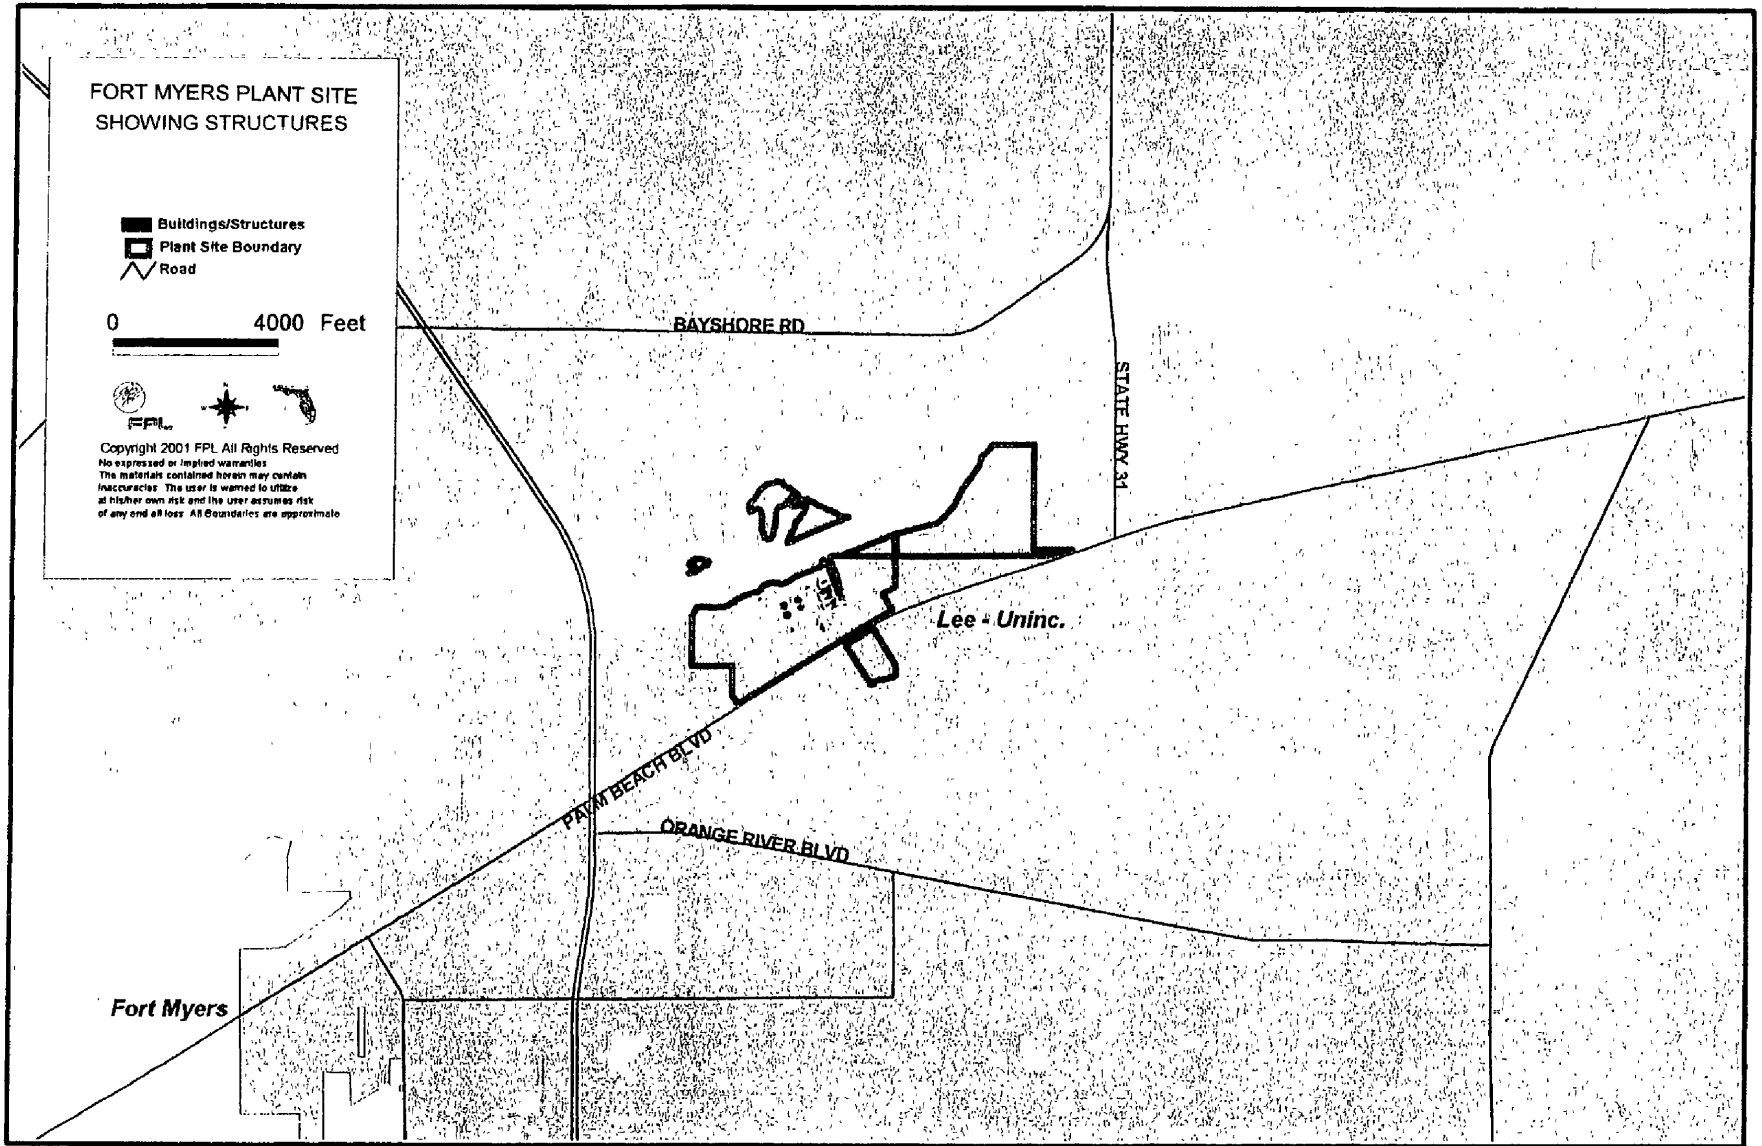 FORT MYERS PLANT SITE
SHOWING STRUCTURES
Buildings/Structures
Plant Site Boundary
Road
0 4000 Feet
FPL
Copyright 2001 FPL All Rights Reserved
No expressed or implied warranties
The materials contained herein may contain
inaccuracies The user is warned to utilize
at his/her own risk and the user assumes risk
of any and all loss All Boundaries are approximate
BAYSHORE RD
STATE HWY 31
Lee - Uninc.
PALM BEACH BLVD
ORANGE RIVER BLVD
Fort Myers